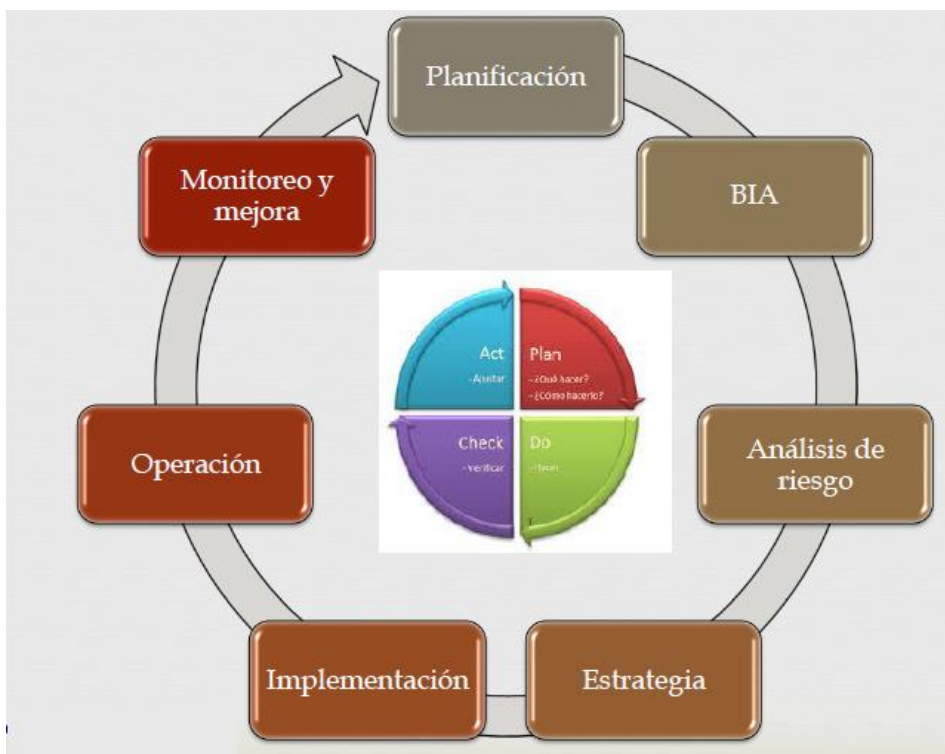 Planificación
BIA
Análisis de
riesgo
Estrategia
Implementación
Operación
Monitoreo y
mejora
Act
-Ajustar
Plan
- ¿Qué hacer?
- ¿Cómo hacerlo?
Check
- Verificar
Do
- Hacer